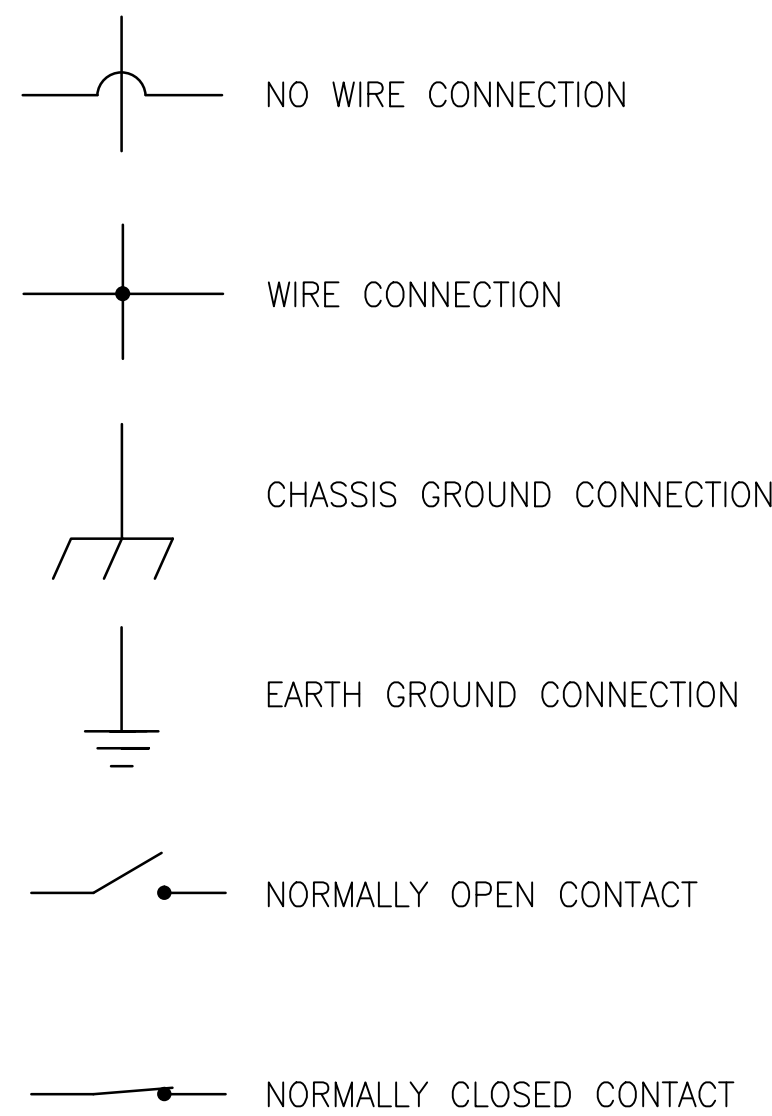 NO WIRE CONNECTION
WIRE CONNECTION
CHASSIS GROUND CONNECTION
EARTH GROUND CONNECTION
NORMALLY OPEN CONTACT
NORMALLY CLOSED CONTACT